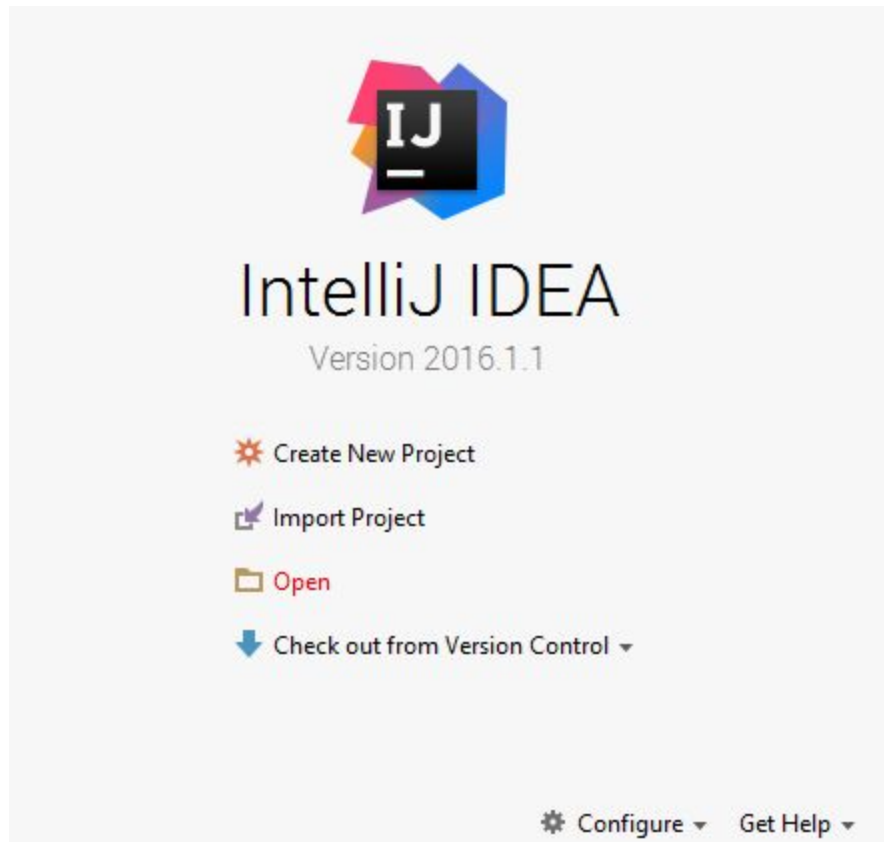 IJ
IntelliJ IDEA
Version 2016.1.1
Create New Project
Import Project
Open
Check out from Version Control
Configure Get Help